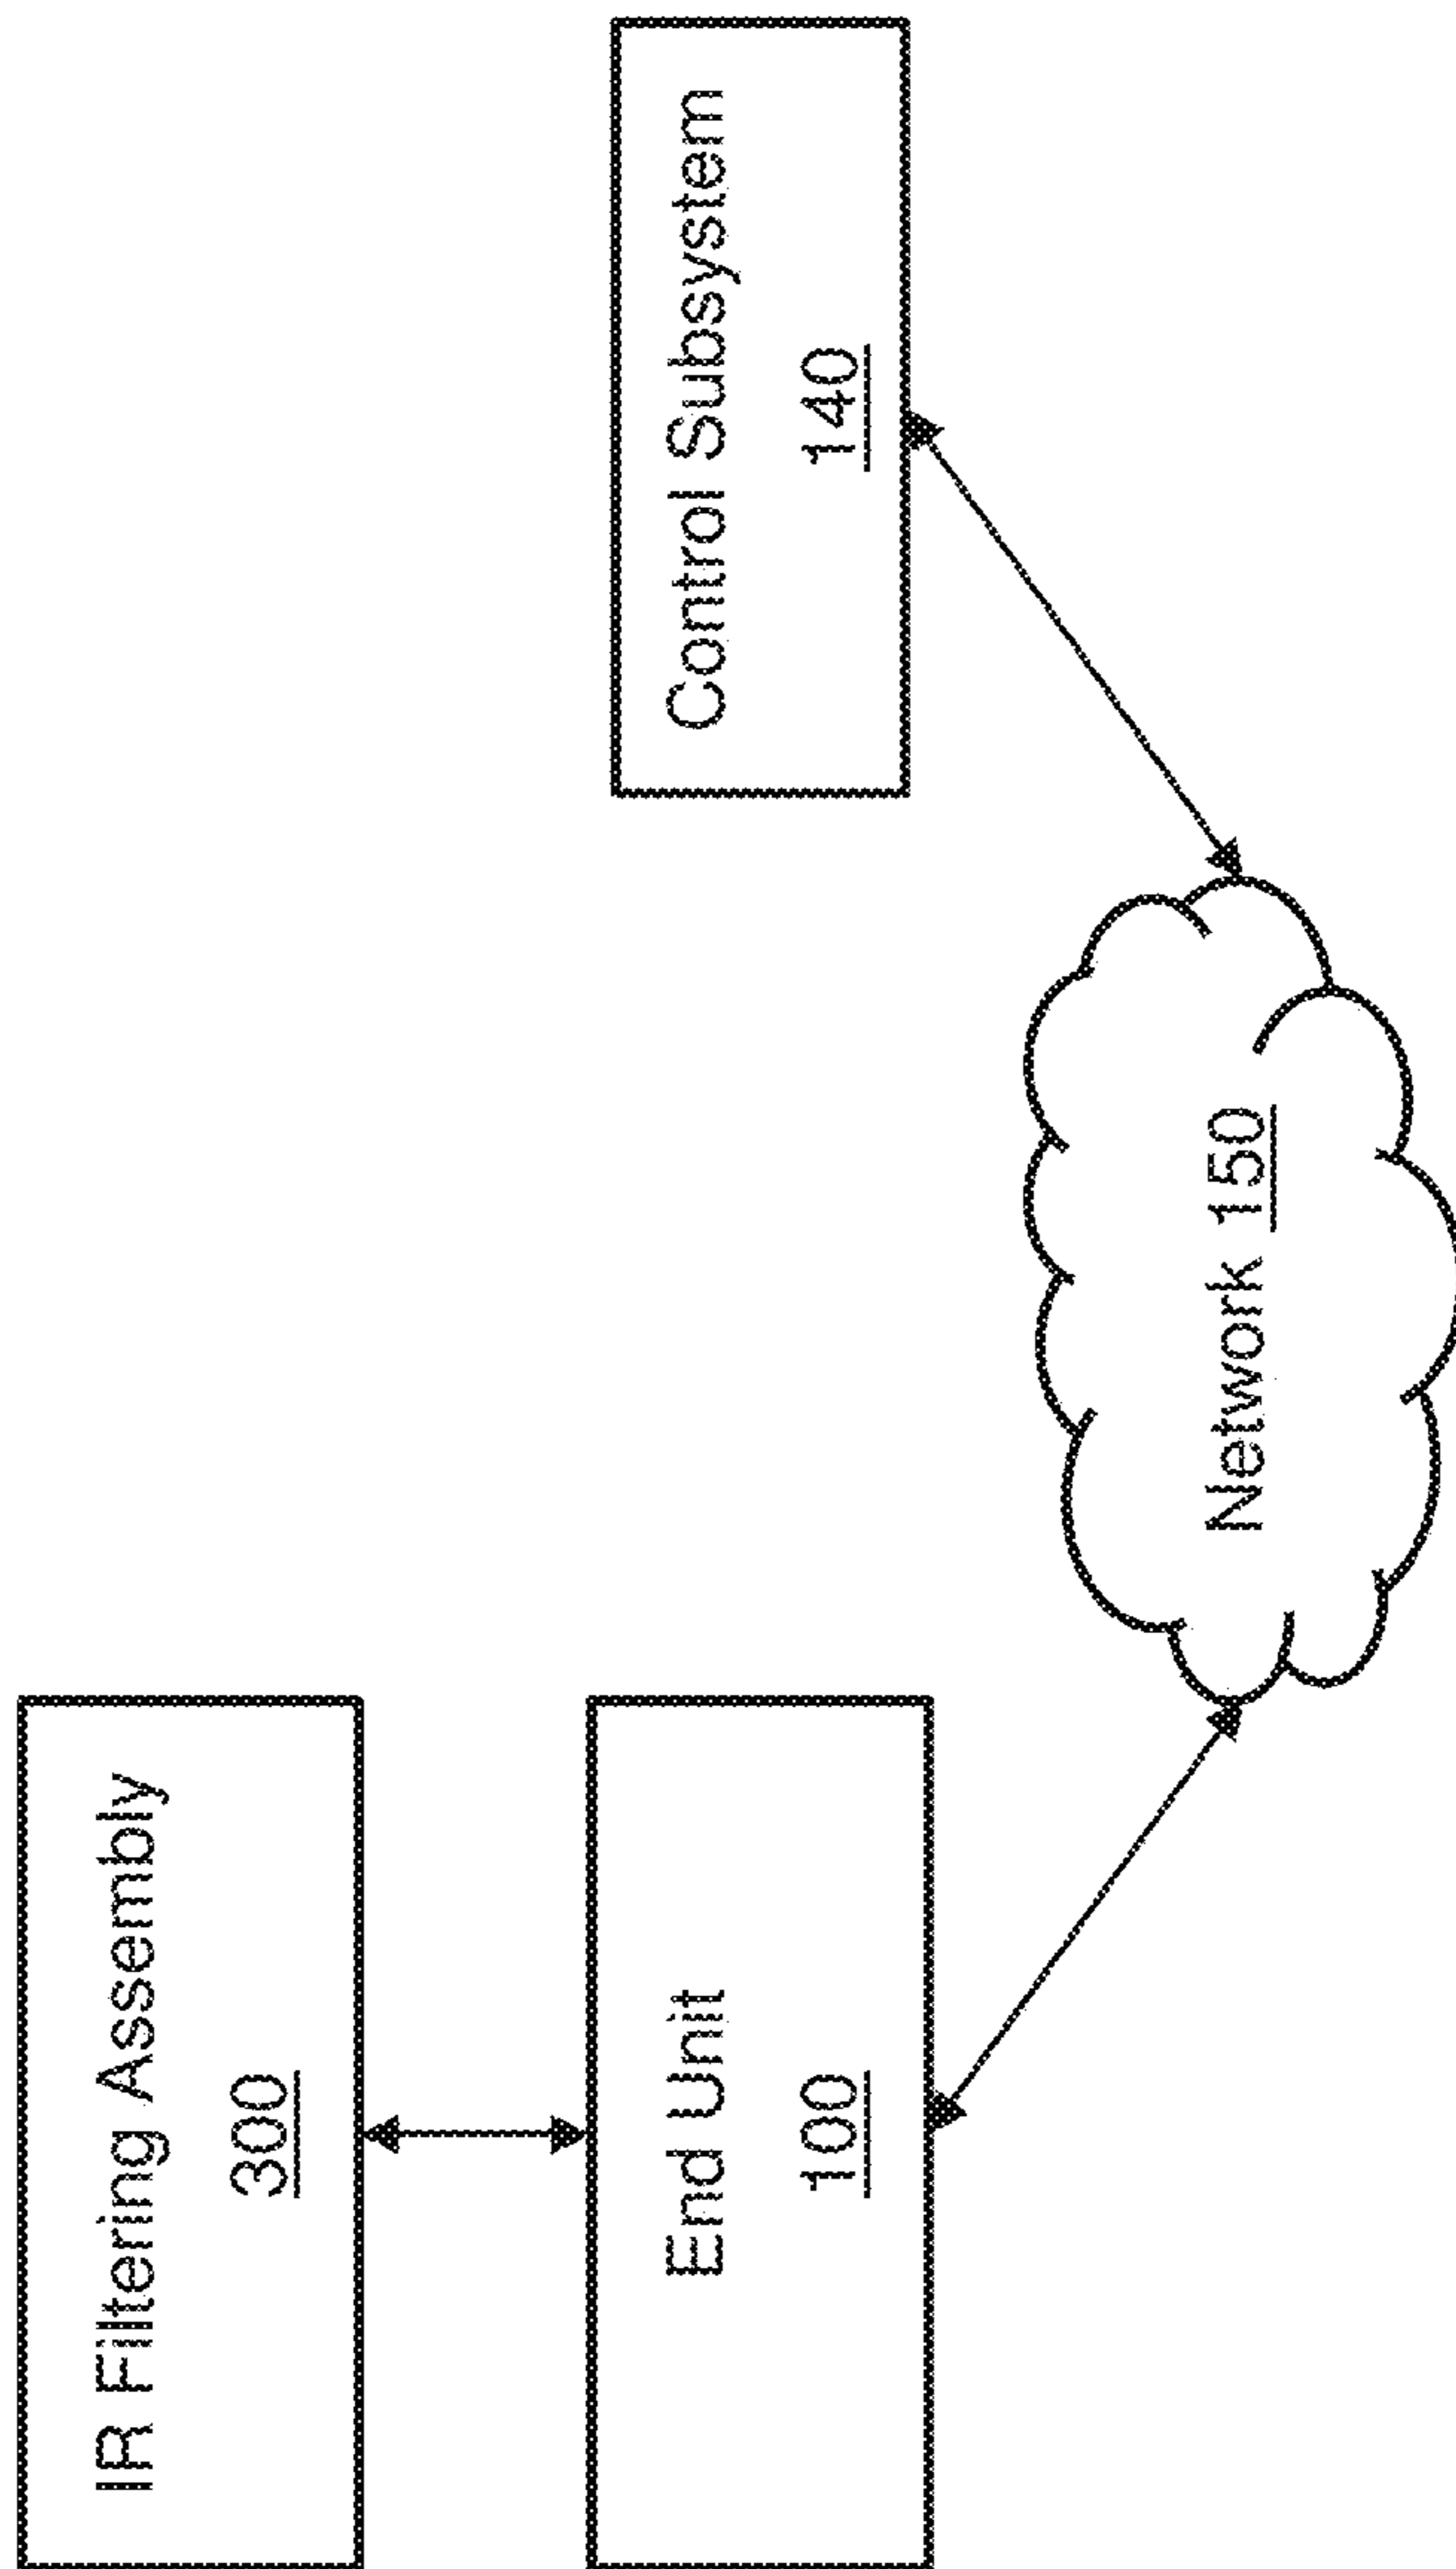 IR Filtering Assembly
300
End Unit
100
Control Subsystem
140
Network 150